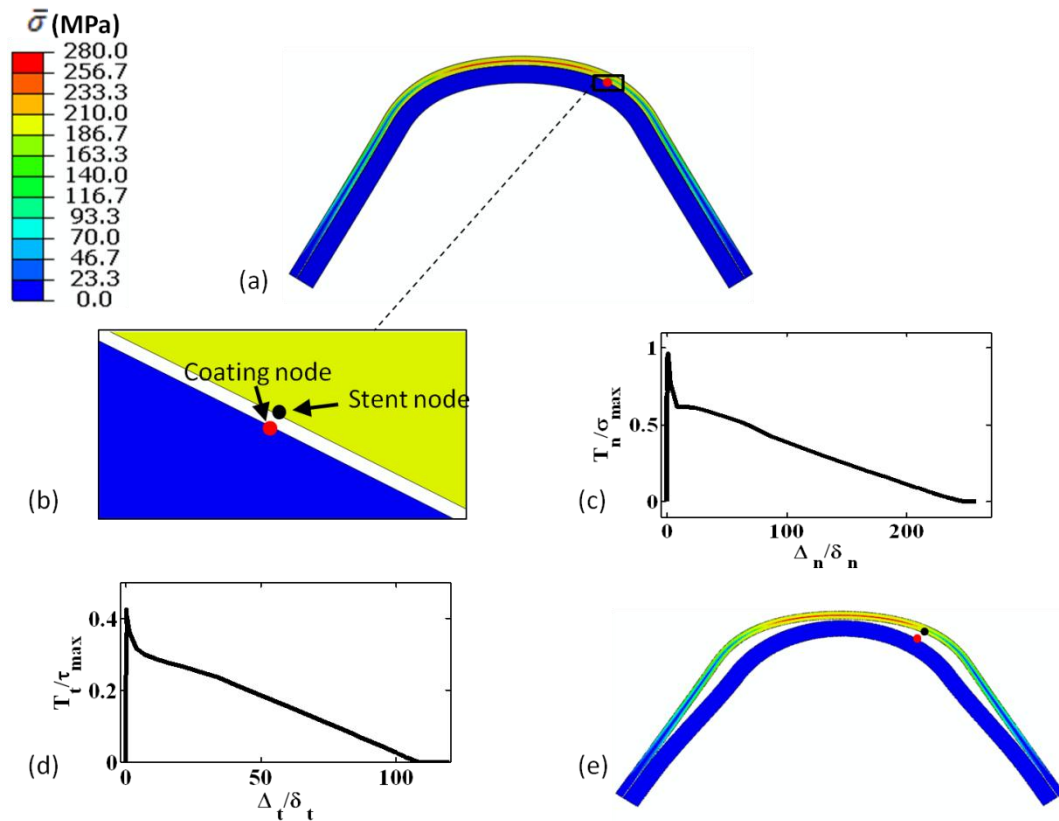 σ̄ (MPa)
280.0
256.7
233.3
210.0
186.7
163.3
140.0
116.7
93.3
70.0
46.7
23.3
0.0
(a)
Coating node
Stent node
(b)
T_n/σ_max
1
0.5
0
0 100 200
Δ_n/δ_n
(c)
T_t/τ_max
0.4
0.2
0
0 50 100
Δ_t/δ_t
(d)
(e)